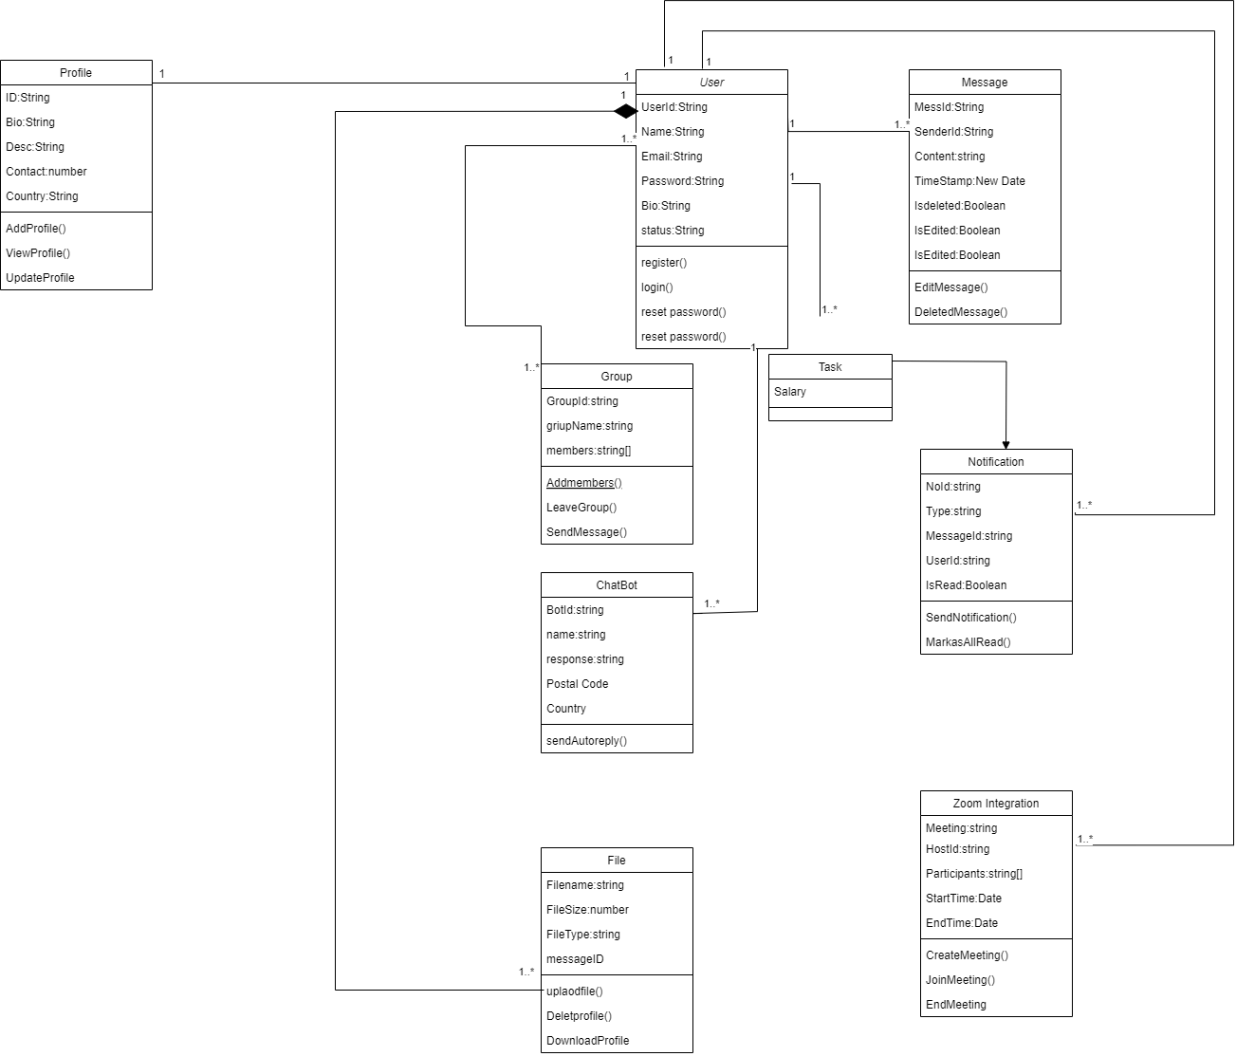 Profile
ID:String
Bio:String
Desc:String
Contact:number
Country:String
AddProfile()
ViewProfile()
UpdateProfile
1
1
1
1..*
1
1
User
UserId:String
Name:String
Email:String
Password:String
Bio:String
status:String
register()
login()
reset password()
reset password()
1
1..*
1
1..*
1
Message
MessId:String
SenderId:String
Content:string
TimeStamp:New Date
Isdeleted:Boolean
IsEdited:Boolean
IsEdited:Boolean
EditMessage()
DeletedMessage()
Task
Salary
1..*
Group
GroupId:string
griupName:string
members:string[]
Addmembers()
LeaveGroup()
SendMessage()
Notification
NoId:string
Type:string
MessageId:string
UserId:string
IsRead:Boolean
SendNotification()
MarkasAllRead()
1..*
ChatBot
BotId:string
name:string
response:string
Postal Code
Country
sendAutoreply()
1..*
Zoom Integration
Meeting:string
HostId:string
Participants:string[]
StartTime:Date
EndTime:Date
CreateMeeting()
JoinMeeting()
EndMeeting
1..*
File
Filename:string
FileSize:number
FileType:string
messageID
uplaodfile()
Deletprofile()
DownloadProfile
1..*